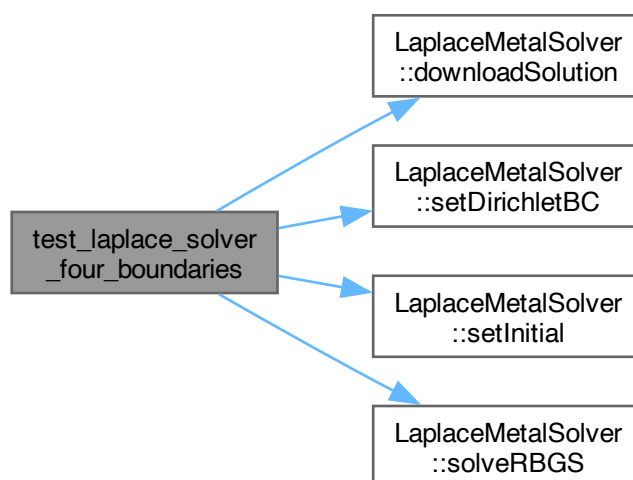 LaplaceMetalSolver
::downloadSolution
LaplaceMetalSolver
::setDirichletBC
test_laplace_solver
_four_boundaries
LaplaceMetalSolver
::setInitial
LaplaceMetalSolver
::solveRBGS